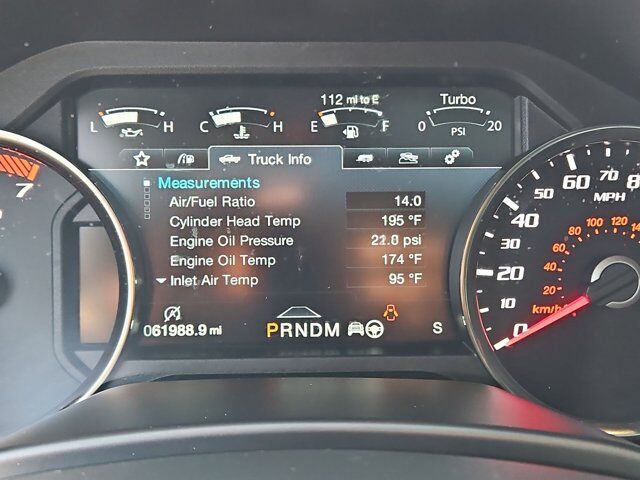 112 mi to E
Turbo
L H
C H
E F
0 20
PSI
Truck Info
Measurements
Air/Fuel Ratio 14.0
Cylinder Head Temp 195 °F
Engine Oil Pressure 22.0 psi
Engine Oil Temp 174 °F
Inlet Air Temp 95 °F
061988.9 mi
PRNDM
S
7
0
10
20
30
40
50
60
70
8
MPH
20
40
60
80
100
120
km/h